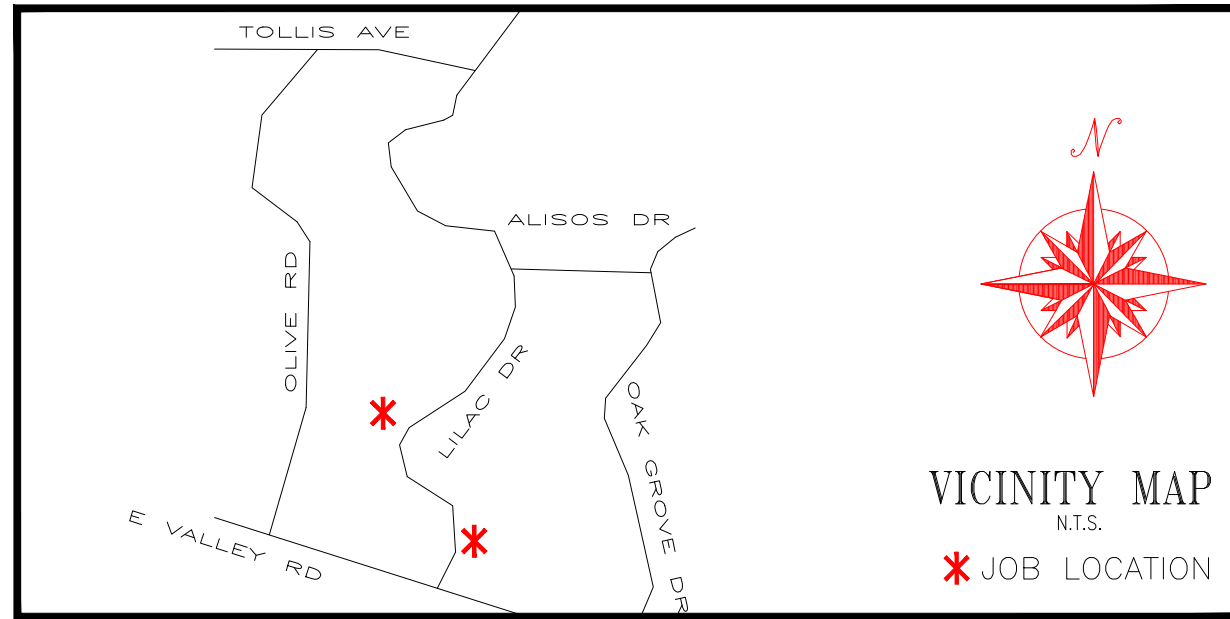 TOLLIS AVE
N
ALISOS DR
OLIVE RD
LILAC DR
OAK GROVE DR
E VALLEY RD
VICINITY MAP
N.T.S.
JOB LOCATION